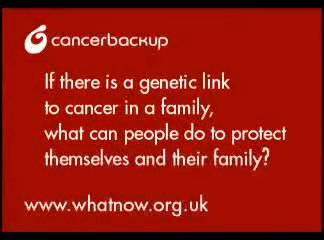 cancerbackup
If there is a genetic link
to cancer in a family,
what can people do to protect
themselves and their family?
www.whatnow.org.uk